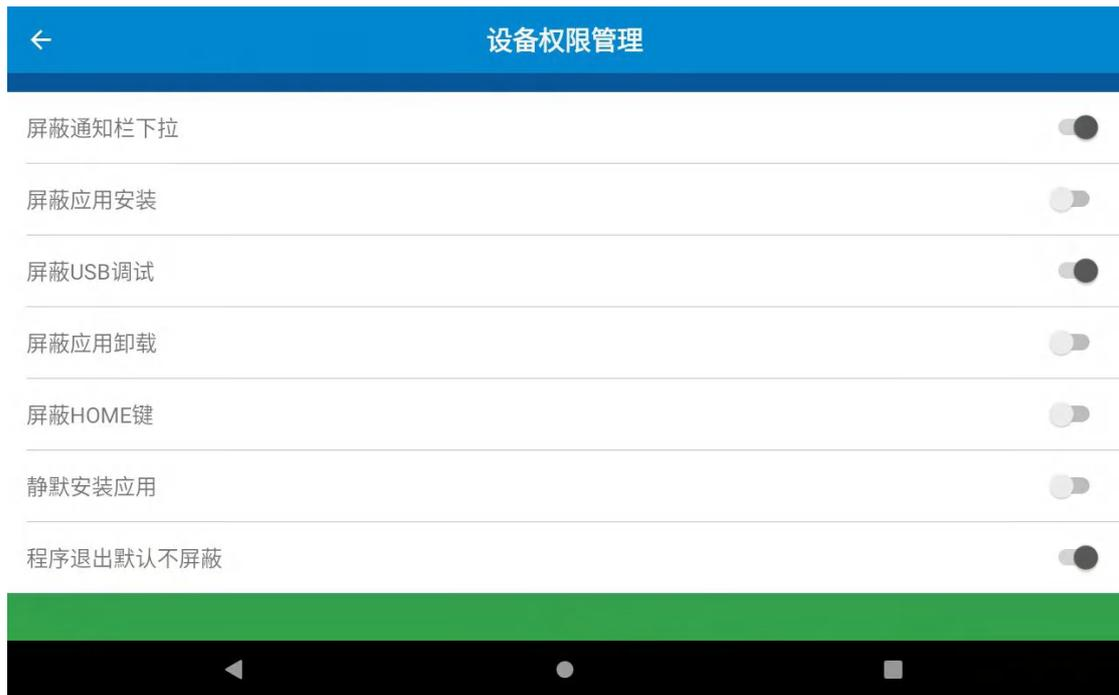 设备权限管理
屏蔽通知栏下拉
屏蔽应用安装
屏蔽USB调试
屏蔽应用卸载
屏蔽HOME键
静默安装应用
程序退出默认不屏蔽